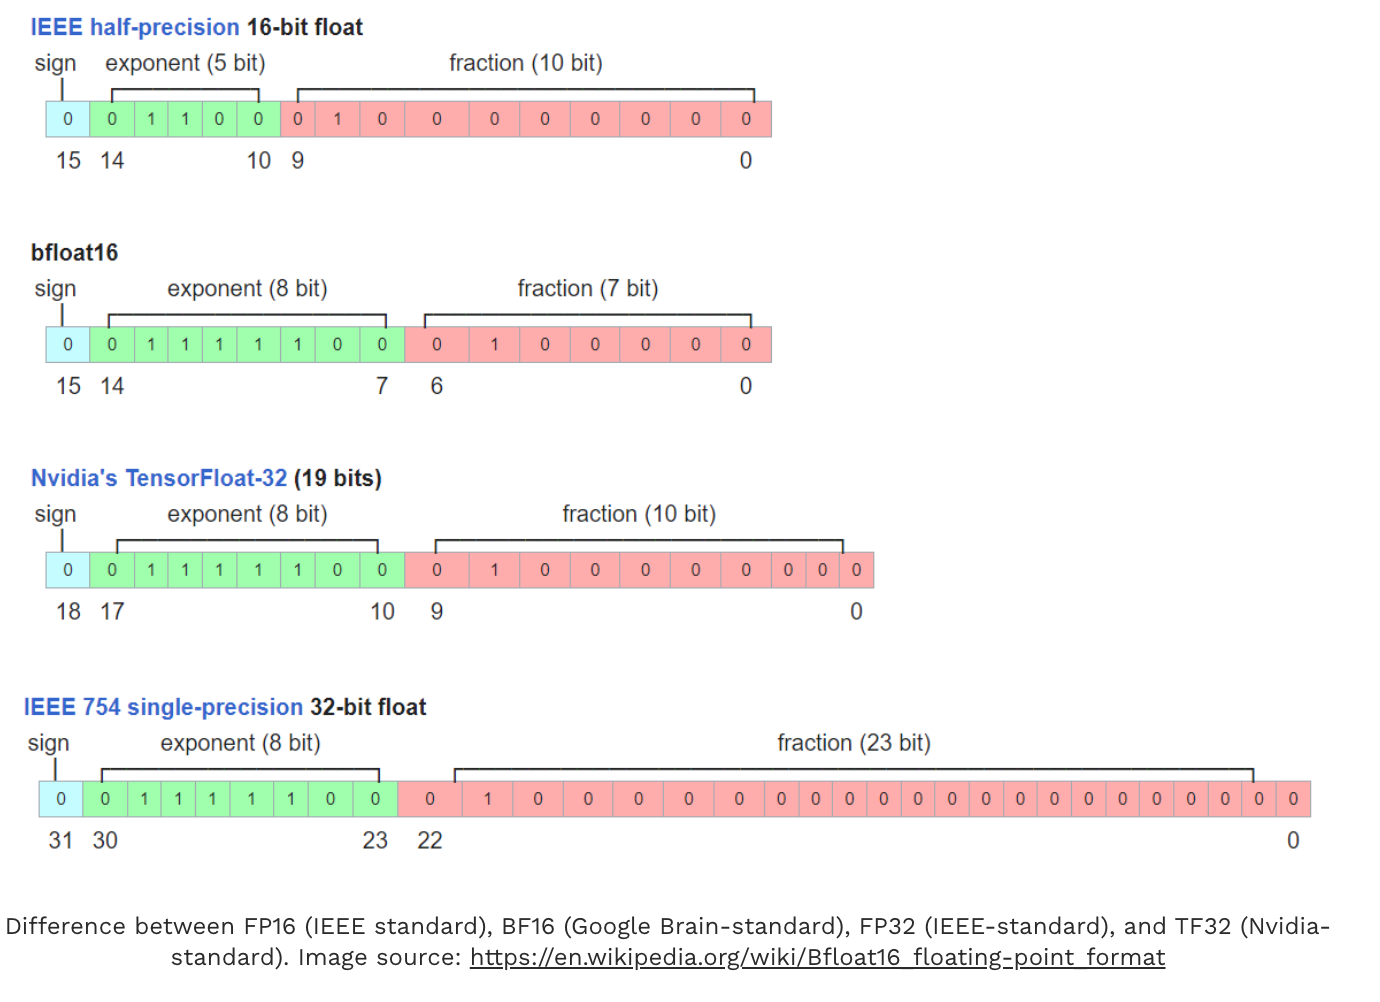 IEEE half-precision 16-bit float
sign exponent (5 bit) fraction (10 bit)
0 0 1 1 0 0 0 1 0 0 0 0 0 0 0 0
15 14 10 9 0
bfloat16
sign exponent (8 bit) fraction (7 bit)
0 0 1 1 1 1 1 0 0 0 1 0 0 0 0 0
15 14 7 6 0
Nvidia's TensorFloat-32 (19 bits)
sign exponent (8 bit) fraction (10 bit)
0 0 1 1 1 1 1 0 0 0 1 0 0 0 0 0 0 0 0
18 17 10 9 0
IEEE 754 single-precision 32-bit float
sign exponent (8 bit) fraction (23 bit)
0 0 1 1 1 1 1 0 0 0 1 0 0 0 0 0 0 0 0 0 0 0 0 0 0 0 0 0 0 0 0 0
31 30 23 22 0
Difference between FP16 (IEEE standard), BF16 (Google Brain-standard), FP32 (IEEE-standard), and TF32 (Nvidia-
standard). Image source: https://en.wikipedia.org/wiki/Bfloat16_floating-point_format